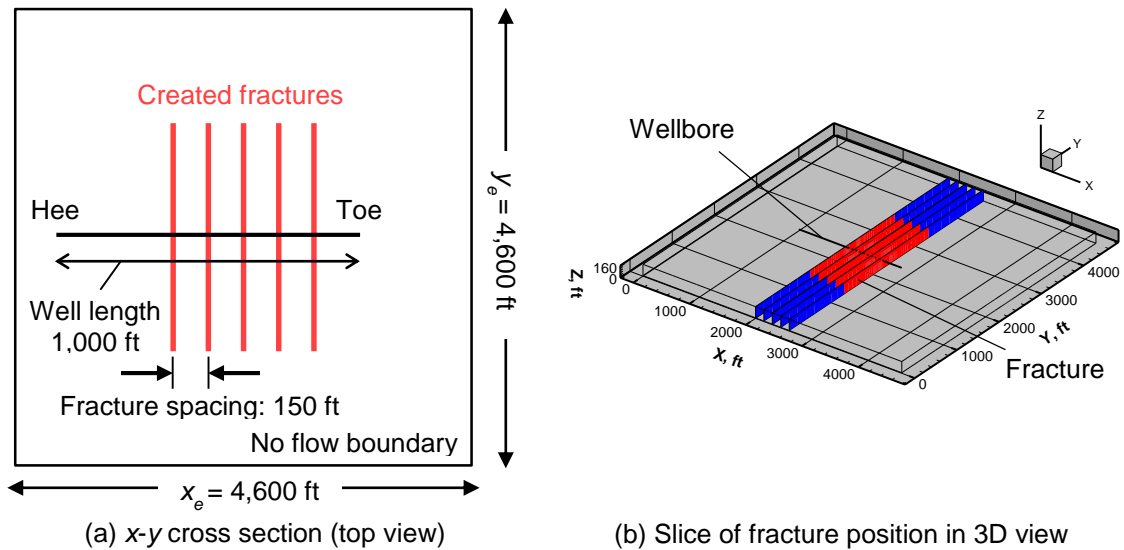 Created fractures
Hee
Toe
Well length
1,000 ft
Fracture spacing: 150 ft
No flow boundary
y_e = 4,600 ft
x_e = 4,600 ft
(a) x-y cross section (top view)
Wellbore
Z
Y
X
160
0
Z, ft
0
1000
2000
3000
4000
X, ft
0
1000
2000
3000
4000
Y, ft
Fracture
(b) Slice of fracture position in 3D view